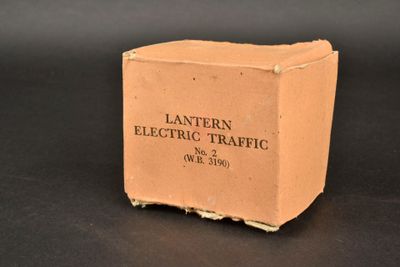 LANTERN
ELECTRIC TRAFFIC
No. 2
(W.B. 3190)